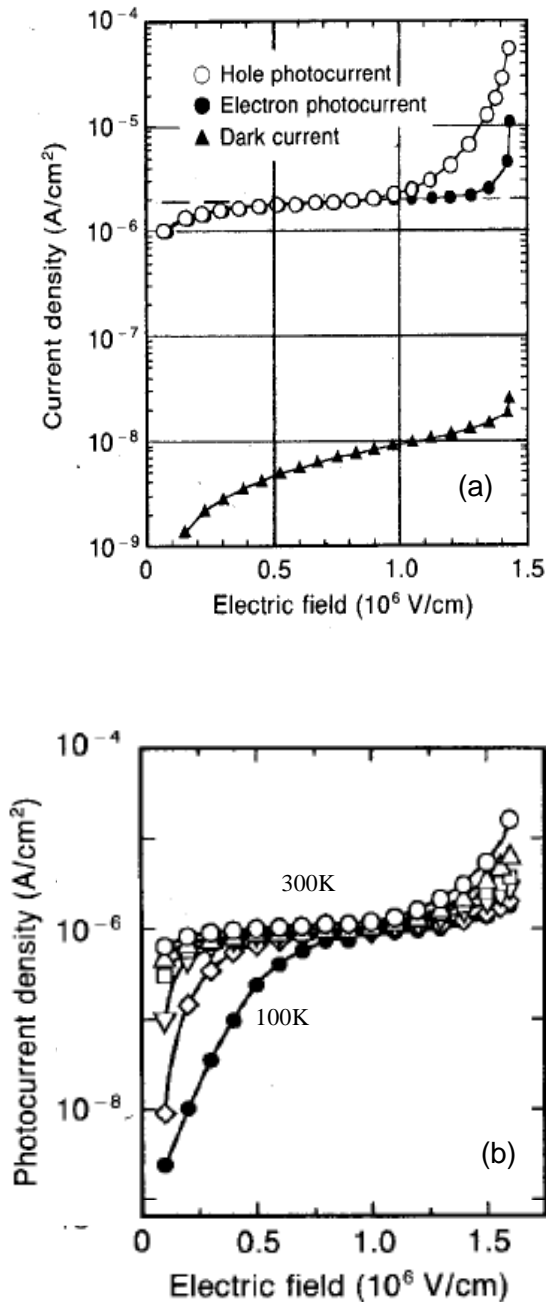 10⁻⁴
10⁻⁵
10⁻⁶
10⁻⁷
10⁻⁸
10⁻⁹
Current density (A/cm²)
○ Hole photocurrent
● Electron photocurrent
▲ Dark current
(a)
0 0.5 1.0 1.5
Electric field (10⁶ V/cm)
10⁻⁴
10⁻⁶
10⁻⁸
Photocurrent density (A/cm²)
300K
100K
(b)
0 0.5 1.0 1.5
Electric field (10⁶ V/cm)